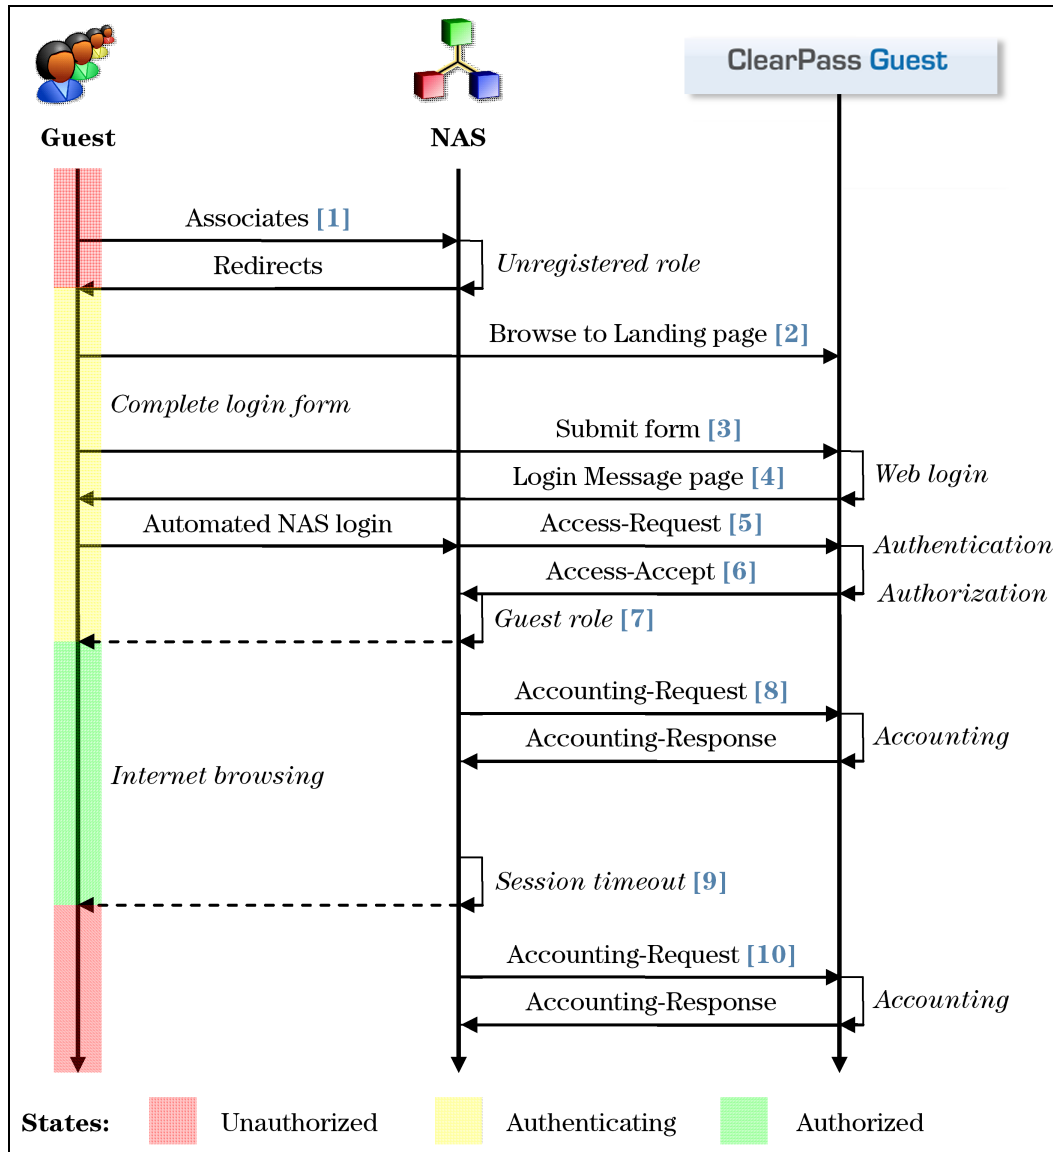 ClearPass Guest
Guest
NAS
Associates [1]
Unregistered role
Redirects
Browse to Landing page [2]
Complete login form
Submit form [3]
Web login
Login Message page [4]
Automated NAS login
Access-Request [5]
Authentication
Access-Accept [6]
Authorization
Guest role [7]
Accounting-Request [8]
Accounting
Accounting-Response
Internet browsing
Session timeout [9]
Accounting-Request [10]
Accounting
Accounting-Response
States:
Unauthorized
Authenticating
Authorized